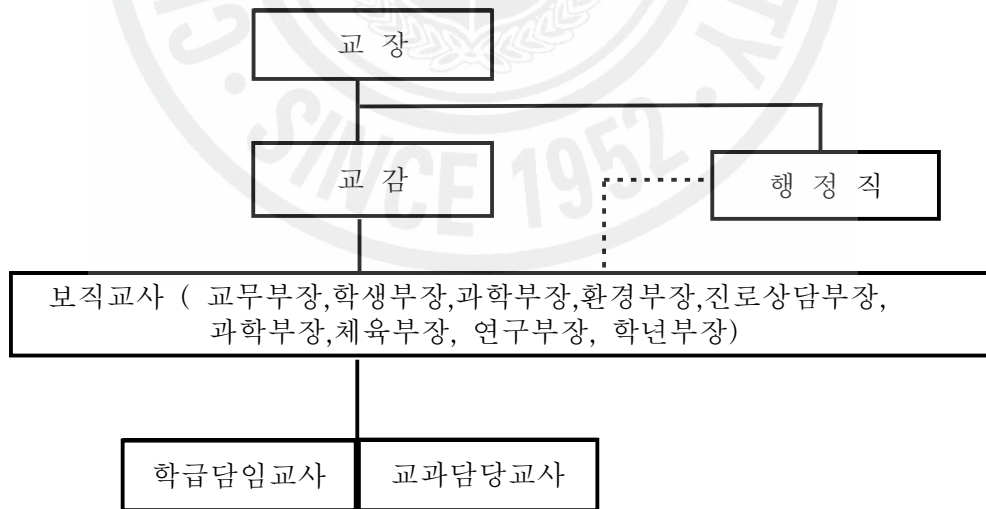 교 장
교 감
행 정 직
보직교사 ( 교무부장,학생부장,과학부장,환경부장,진로상담부장,
과학부장,체육부장, 연구부장, 학년부장)
학급담임교사
교과담당교사
SINCE 1952